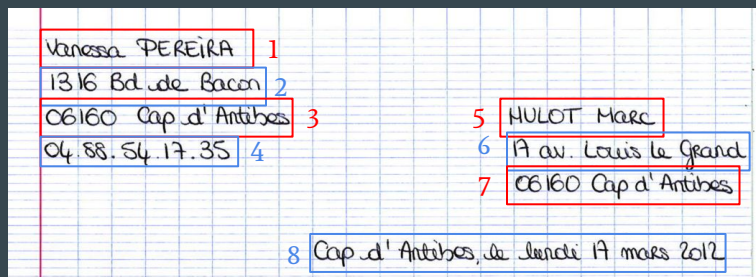 Vanessa PEREIRA 1
1316 Bd de Bacon 2
06160 Cap d'Antibes 3
04.88.54.17.35 4
5 HULOT Marc
6 17 av. Louis le Grand
7 06160 Cap d'Antibes
8 Cap d'Antibes, le lundi 17 mars 2012